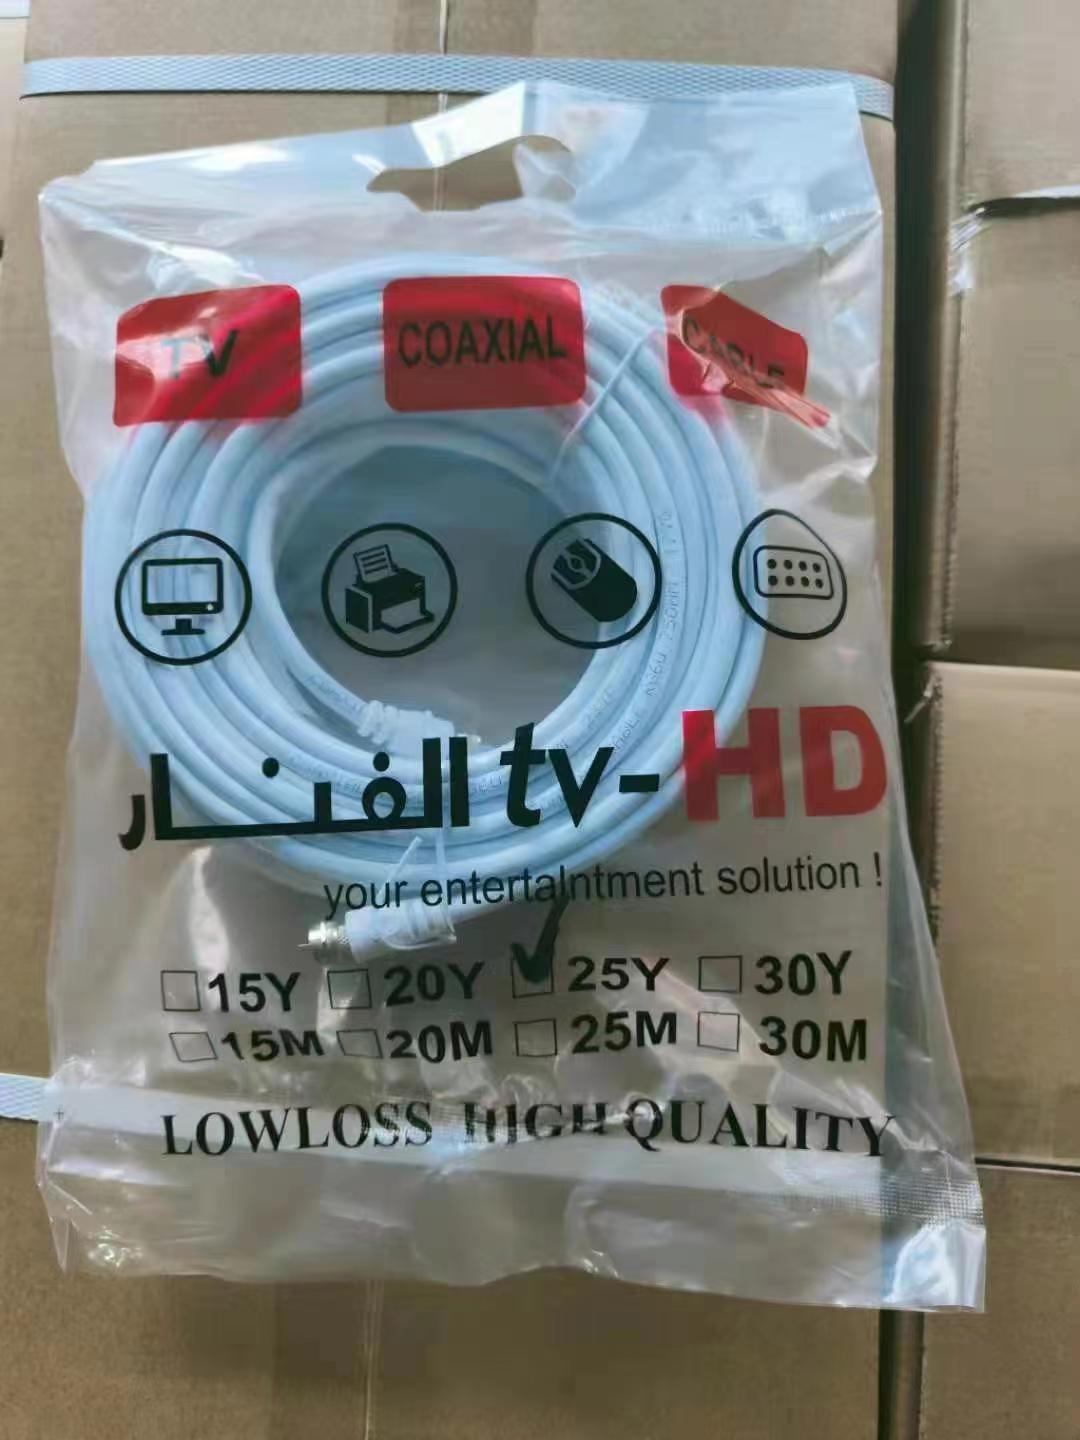 TV COAXIAL CABLE
الفنار tv-HD
your entertaIntment solution !
15Y 20Y 25Y 30Y
15M 20M 25M 30M
LOWLOSS HIGH QUALITY